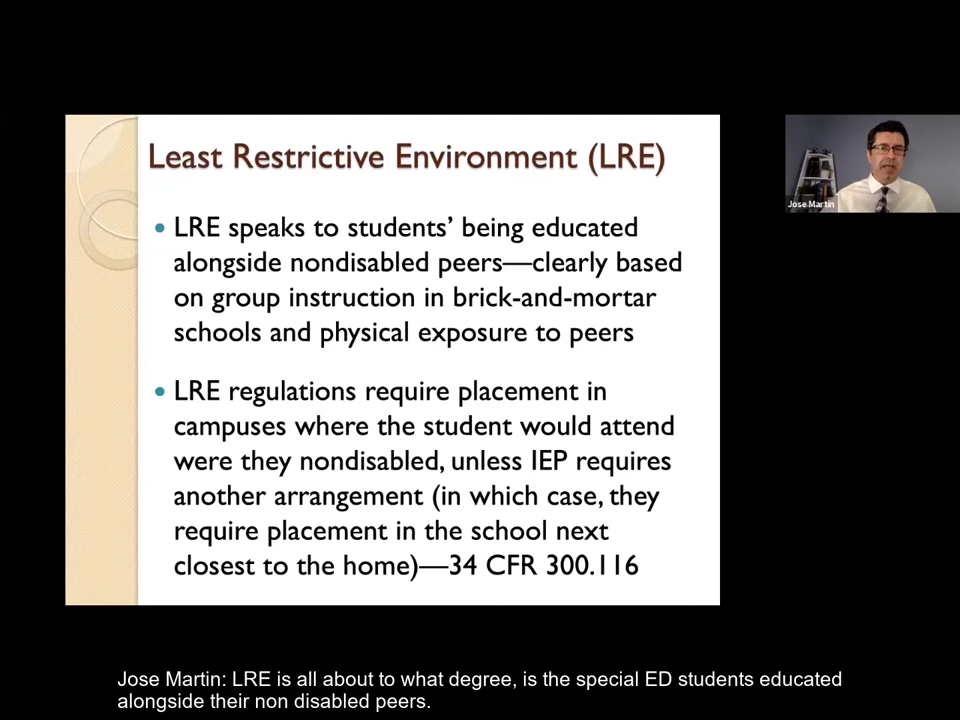 Least Restrictive Environment (LRE)
• LRE speaks to students’ being educated
alongside nondisabled peers—clearly based
on group instruction in brick-and-mortar
schools and physical exposure to peers
• LRE regulations require placement in
campuses where the student would attend
were they nondisabled, unless IEP requires
another arrangement (in which case, they
require placement in the school next
closest to the home)—34 CFR 300.116
Jose Martin
Jose Martin: LRE is all about to what degree, is the special ED students educated
alongside their non disabled peers.